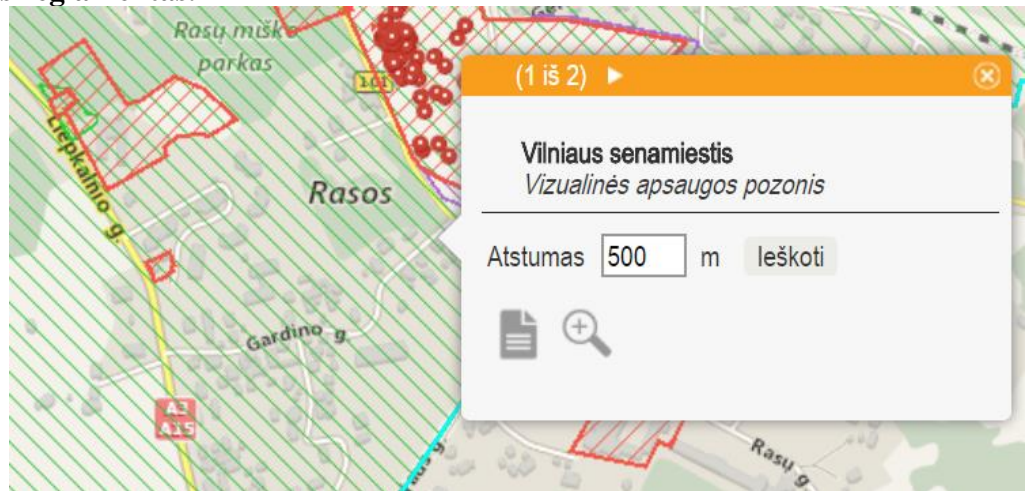 Rasų miško
parkas
101
(1 iš 2)
Liepkalnio g.
Vilniaus senamiestis
Vizualinės apsaugos pozonis
Rasos
Atstumas 500 m Ieškoti
Gardino g
A3
A15
Rasų g.